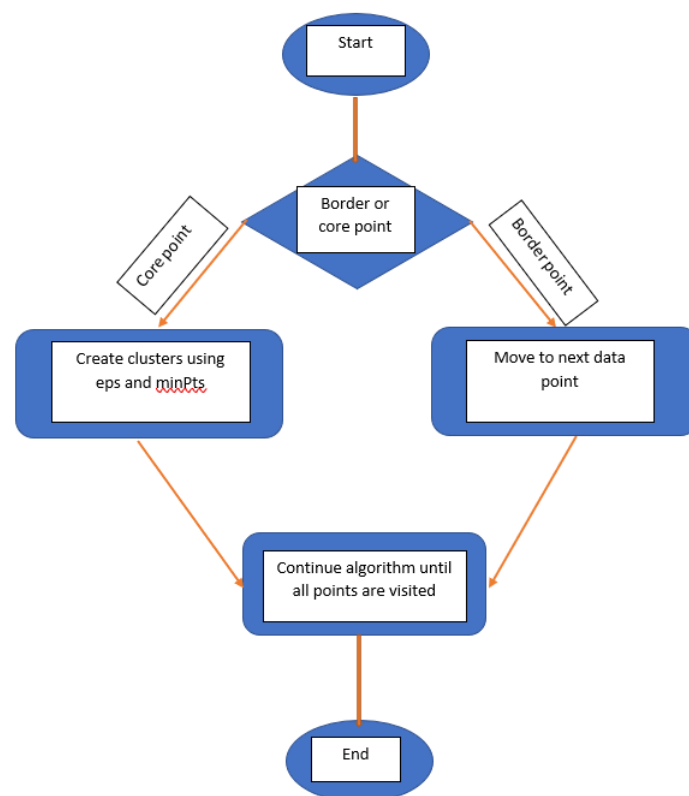 Start
Border or
core point
Core point
Border point
Create clusters using
eps and minPts
Move to next data
point
Continue algorithm until
all points are visited
End